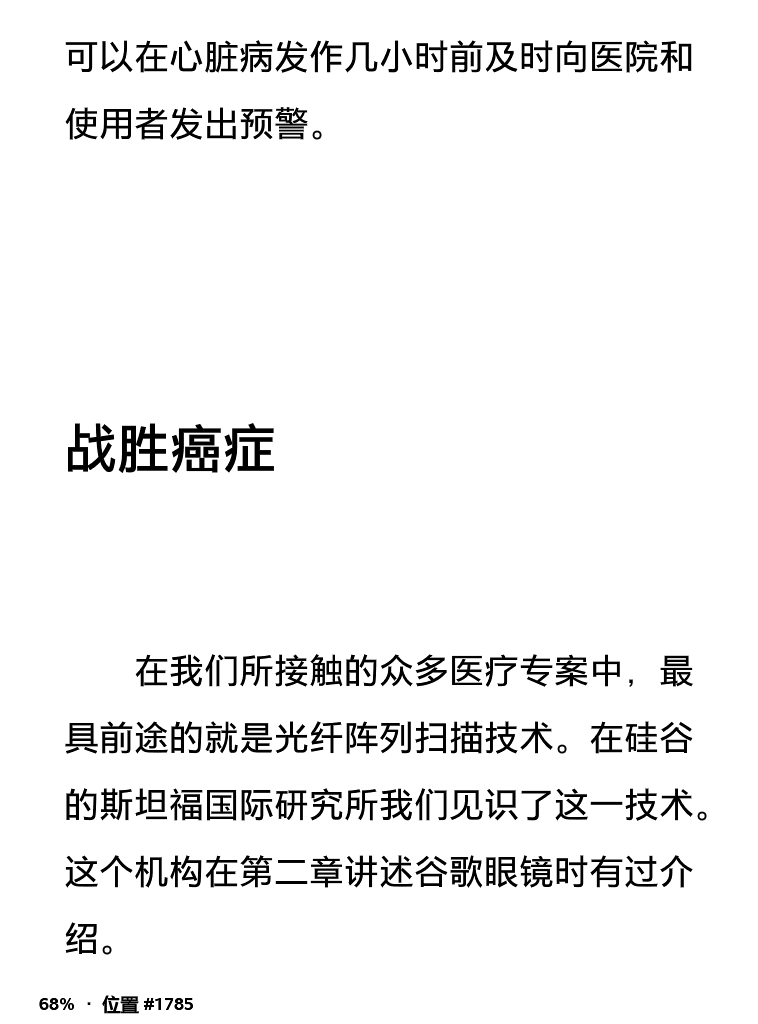 可以在心脏病发作几小时前及时向医院和
使用者发出预警。
战胜癌症
在我们所接触的众多医疗专案中，最
具前途的就是光纤阵列扫描技术。在硅谷
的斯坦福国际研究所我们见识了这一技术。
这个机构在第二章讲述谷歌眼镜时有过介
绍。
68% · 位置 #1785